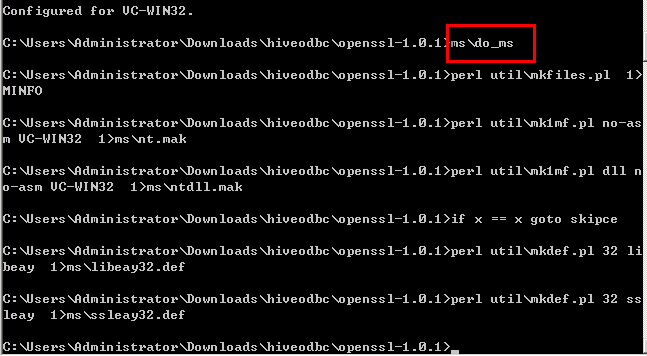 Configured for VC-WIN32.
C:\Users\Administrator\Downloads\hiveodbc\openssl-1.0.1>ms\do_ms
C:\Users\Administrator\Downloads\hiveodbc\openssl-1.0.1>perl util\mkfiles.pl  1>
MINFO
C:\Users\Administrator\Downloads\hiveodbc\openssl-1.0.1>perl util\mk1mf.pl no-as
m VC-WIN32  1>ms\nt.mak
C:\Users\Administrator\Downloads\hiveodbc\openssl-1.0.1>perl util\mk1mf.pl dll n
o-asm VC-WIN32  1>ms\ntdll.mak
C:\Users\Administrator\Downloads\hiveodbc\openssl-1.0.1>if x == x goto skipce
C:\Users\Administrator\Downloads\hiveodbc\openssl-1.0.1>perl util\mkdef.pl 32 li
beay  1>ms\libeay32.def
C:\Users\Administrator\Downloads\hiveodbc\openssl-1.0.1>perl util\mkdef.pl 32 ss
leay  1>ms\ssleay32.def
C:\Users\Administrator\Downloads\hiveodbc\openssl-1.0.1>_